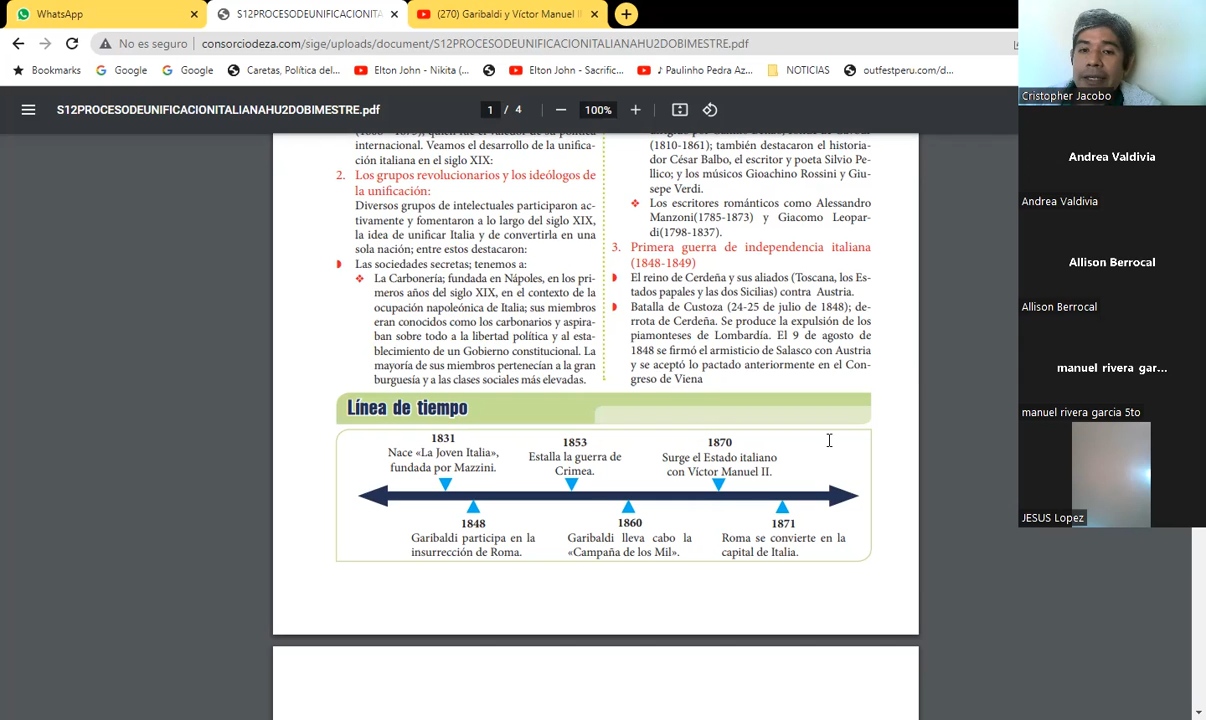 WhatsApp
S12PROCESODEUNIFICACIONITA
(270) Garibaldi y Víctor Manuel I
No es seguro
consorciodeza.com/sige/uploads/document/S12PROCESODEUNIFICACIONITALIANAHU2DOBIMESTRE.pdf
Bookmarks
Google
Google
Caretas, Política del...
Elton John - Nikita (...
Elton John - Sacrific...
Paulinho Pedra Az...
NOTICIAS
outfestperu.com/d...
S12PROCESODEUNIFICACIONITALIANAHU2DOBIMESTRE.pdf
1 / 4
100%
internacional. Veamos el desarrollo de la unifica-
ción italiana en el siglo XIX:
2. Los grupos revolucionarios y los ideólogos de
la unificación:
Diversos grupos de intelectuales participaron ac-
tivamente y fomentaron a lo largo del siglo XIX,
la idea de unificar Italia y de convertirla en una
sola nación; entre estos destacaron:
Las sociedades secretas; tenemos a:
La Carbonería; fundada en Nápoles, en los pri-
meros años del siglo XIX, en el contexto de la
ocupación napoleónica de Italia; sus miembros
eran conocidos como los carbonarios y aspira-
ban sobre todo a la libertad política y al esta-
blecimiento de un Gobierno constitucional. La
mayoría de sus miembros pertenecían a la gran
burguesía y a las clases sociales más elevadas.
(1810-1861); también destacaron el historia-
dor César Balbo, el escritor y poeta Silvio Pe-
llico; y los músicos Gioachino Rossini y Giu-
sepe Verdi.
Los escritores románticos como Alessandro
Manzoni(1785-1873) y Giacomo Leopar-
di(1798-1837).
3. Primera guerra de independencia italiana
(1848-1849)
El reino de Cerdeña y sus aliados (Toscana, los Es-
tados papales y las dos Sicilias) contra Austria.
Batalla de Custoza (24-25 de julio de 1848); de-
rrota de Cerdeña. Se produce la expulsión de los
piamonteses de Lombardía. El 9 de agosto de
1848 se firmó el armisticio de Salasco con Austria
y se aceptó lo pactado anteriormente en el Con-
greso de Viena
Línea de tiempo
1831
Nace «La Joven Italia»,
fundada por Mazzini.
1853
Estalla la guerra de
Crimea.
1870
Surge el Estado italiano
con Víctor Manuel II.
1848
Garibaldi participa en la
insurrección de Roma.
1860
Garibaldi lleva cabo la
«Campaña de los Mil».
1871
Roma se convierte en la
capital de Italia.
Cristopher Jacobo
Andrea Valdivia
Andrea Valdivia
Allison Berrocal
Allison Berrocal
manuel rivera gar...
manuel rivera garcia 5to
JESUS Lopez